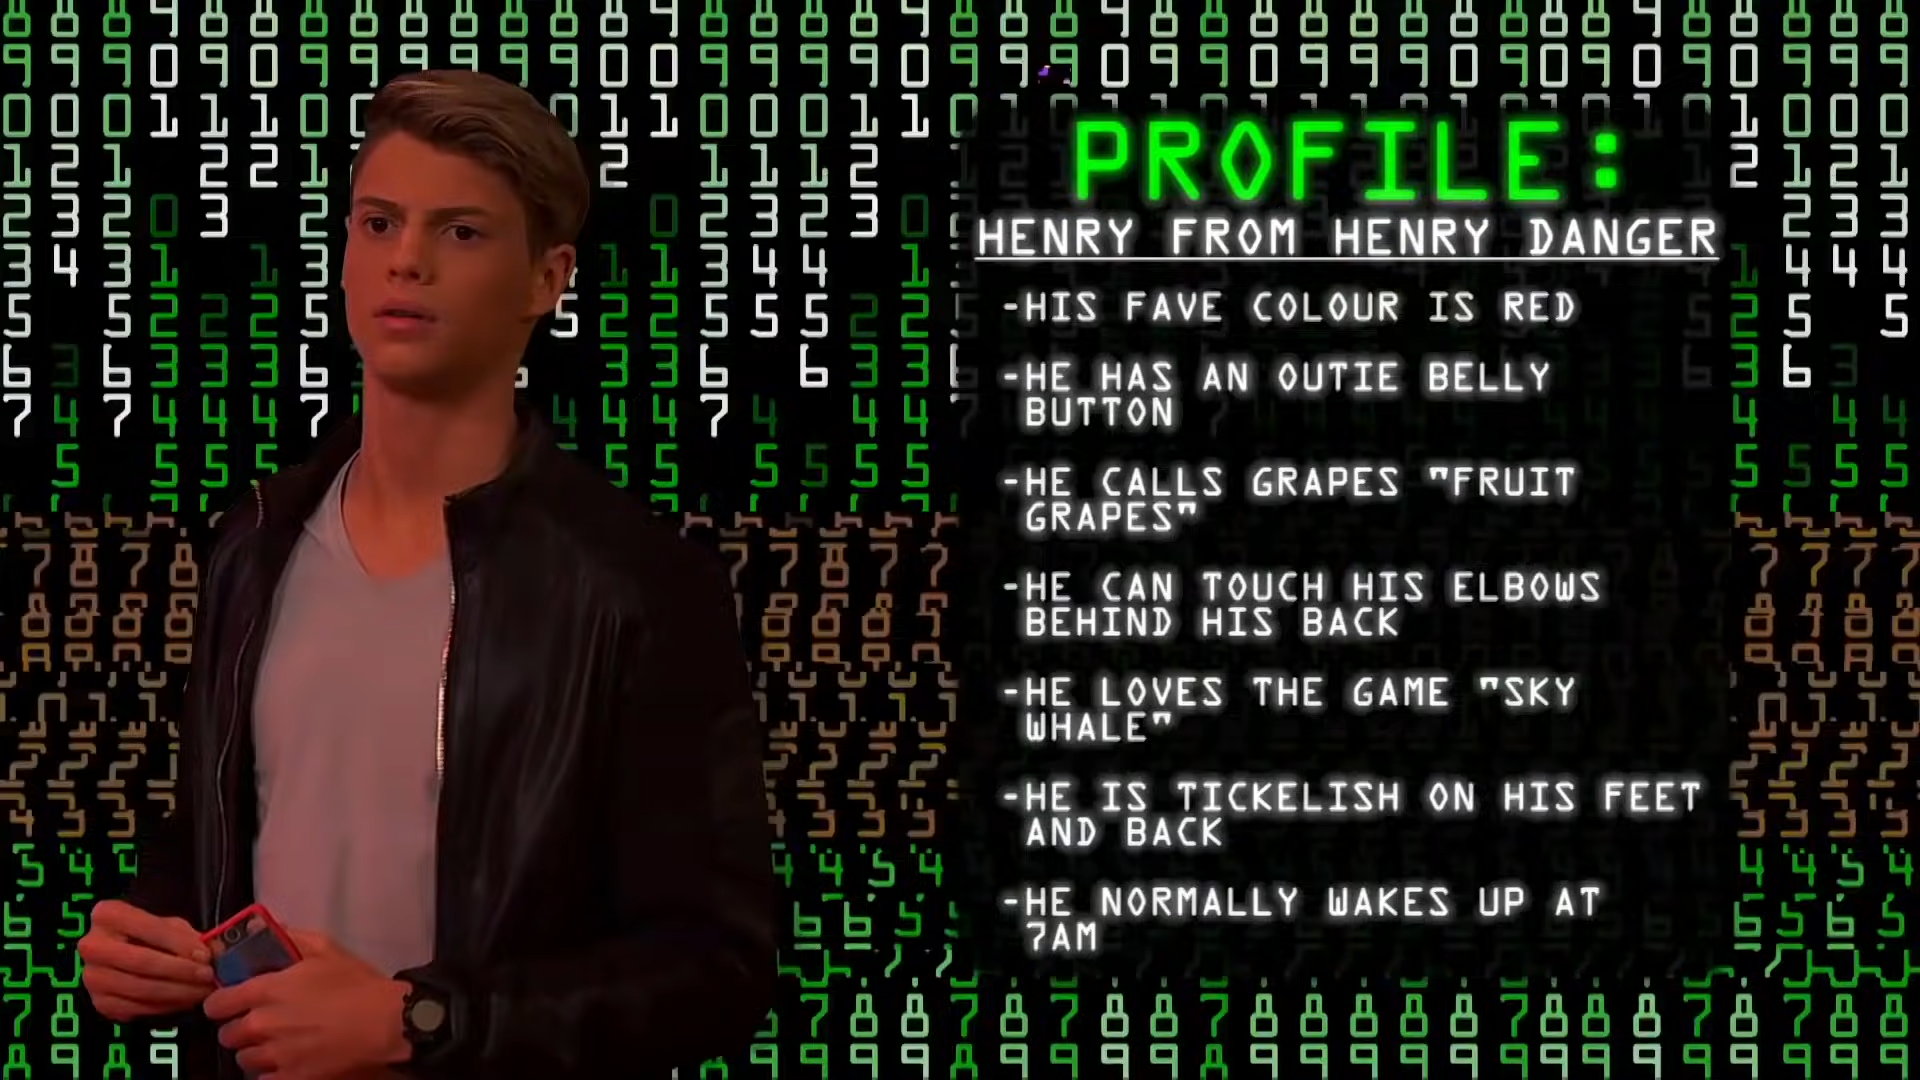 PROFILE:
HENRY FROM HENRY DANGER
-HIS FAVE COLOUR IS RED
-HE HAS AN OUTIE BELLY
BUTTON
-HE CALLS GRAPES "FRUIT
GRAPES"
-HE CAN TOUCH HIS ELBOWS
BEHIND HIS BACK
-HE LOVES THE GAME "SKY
WHALE"
-HE IS TICKELISH ON HIS FEET
AND BACK
-HE NORMALLY WAKES UP AT
7AM